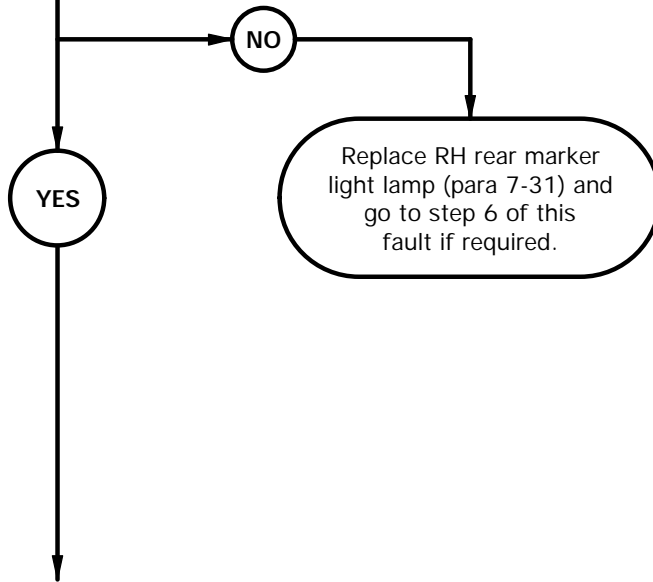 NO
YES
Replace RH rear marker
light lamp (para 7-31) and
go to step 6 of this
fault if required.